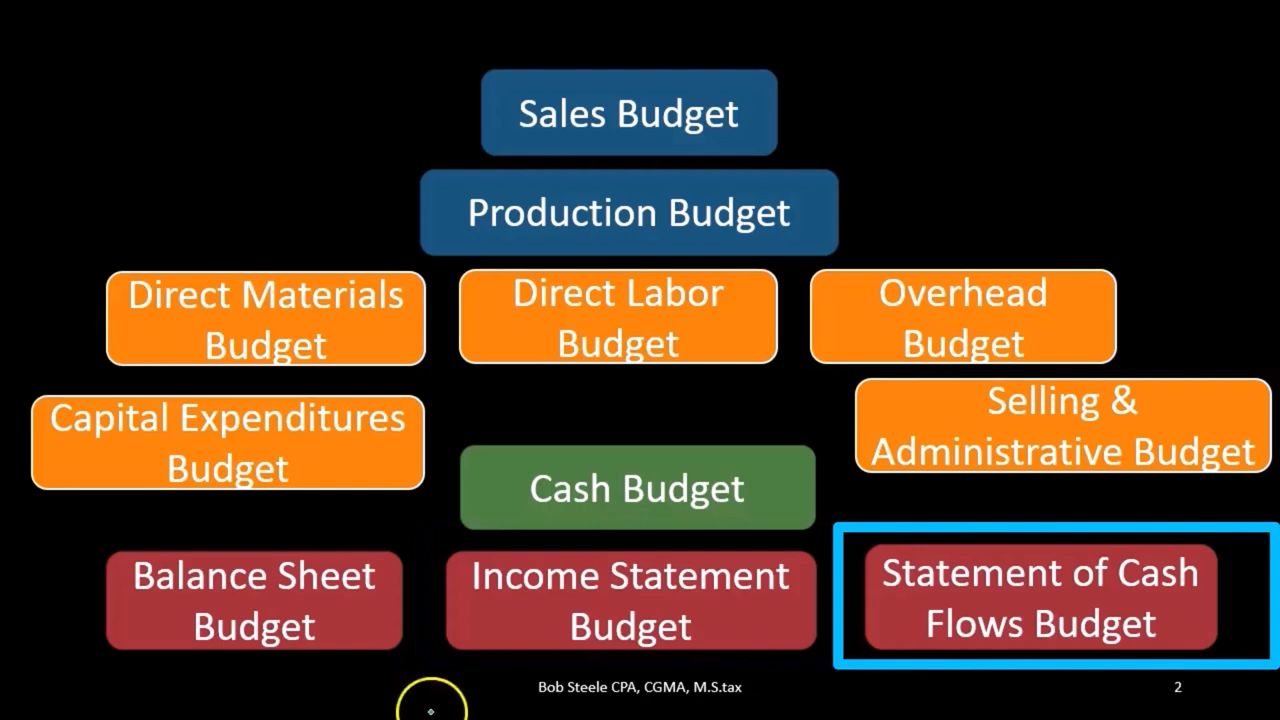 Sales Budget
Production Budget
Direct Materials
Budget
Direct Labor
Budget
Overhead
Budget
Capital Expenditures
Budget
Selling &
Administrative Budget
Cash Budget
Balance Sheet
Budget
Income Statement
Budget
Statement of Cash
Flows Budget
Bob Steele CPA, CGMA, M.S.tax
2